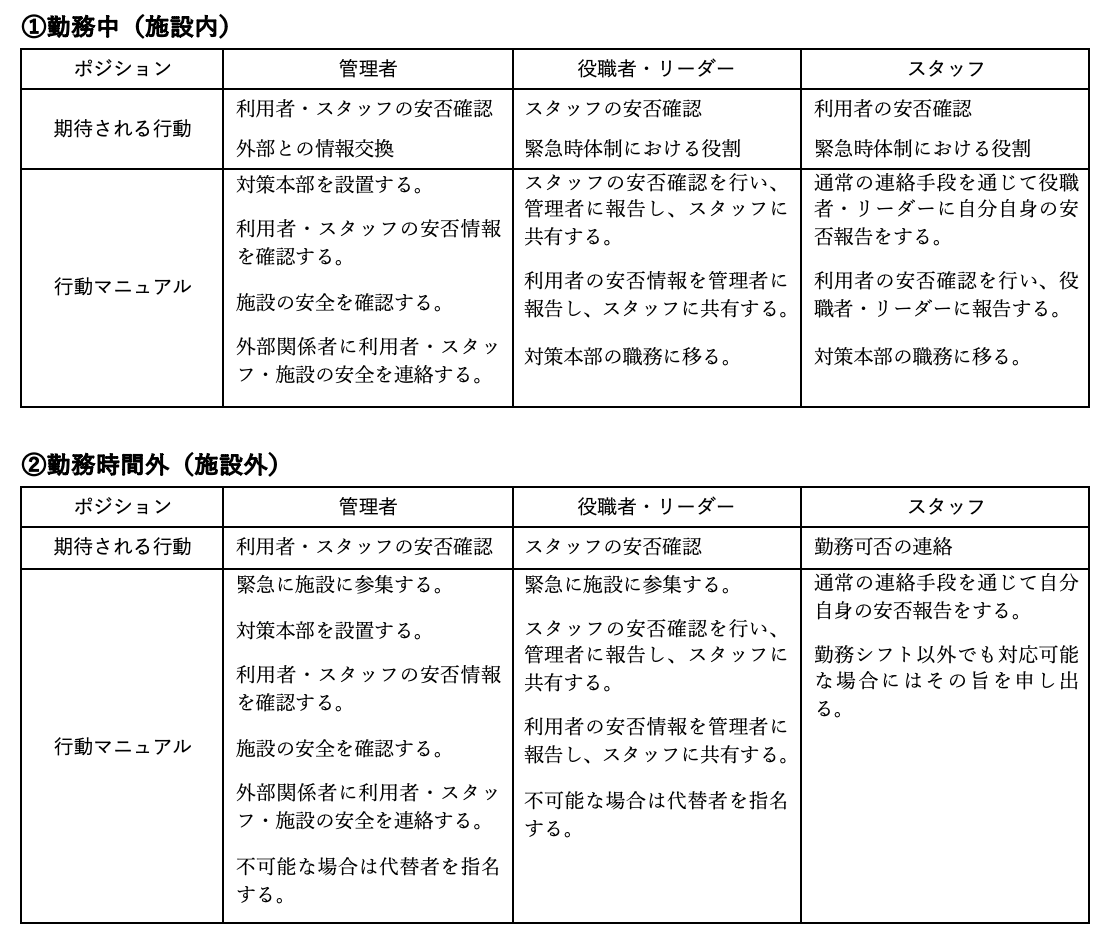 ①勤務中（施設内）
ポジション
管理者
役職者・リーダー
スタッフ
期待される行動
利用者・スタッフの安否確認
外部との情報交換
スタッフの安否確認
緊急時体制における役割
利用者の安否確認
緊急時体制における役割
行動マニュアル
対策本部を設置する。
利用者・スタッフの安否情報
を確認する。
施設の安全を確認する。
外部関係者に利用者・スタッ
フ・施設の安全を連絡する。
スタッフの安否確認を行い、
管理者に報告し、スタッフに
共有する。
利用者の安否情報を管理者に
報告し、スタッフに共有する。
対策本部の職務に移る。
通常の連絡手段を通じて役職
者・リーダーに自分自身の安
否報告をする。
利用者の安否確認を行い、役
職者・リーダーに報告する。
対策本部の職務に移る。
②勤務時間外（施設外）
ポジション
管理者
役職者・リーダー
スタッフ
期待される行動
利用者・スタッフの安否確認
スタッフの安否確認
勤務可否の連絡
行動マニュアル
緊急に施設に参集する。
対策本部を設置する。
利用者・スタッフの安否情報
を確認する。
施設の安全を確認する。
外部関係者に利用者・スタッ
フ・施設の安全を連絡する。
不可能な場合は代替者を指名
する。
緊急に施設に参集する。
スタッフの安否確認を行い、
管理者に報告し、スタッフに
共有する。
利用者の安否情報を管理者に
報告し、スタッフに共有する。
不可能な場合は代替者を指名
する。
通常の連絡手段を通じて自分
自身の安否報告をする。
勤務シフト以外でも対応可能
な場合にはその旨を申し出
る。